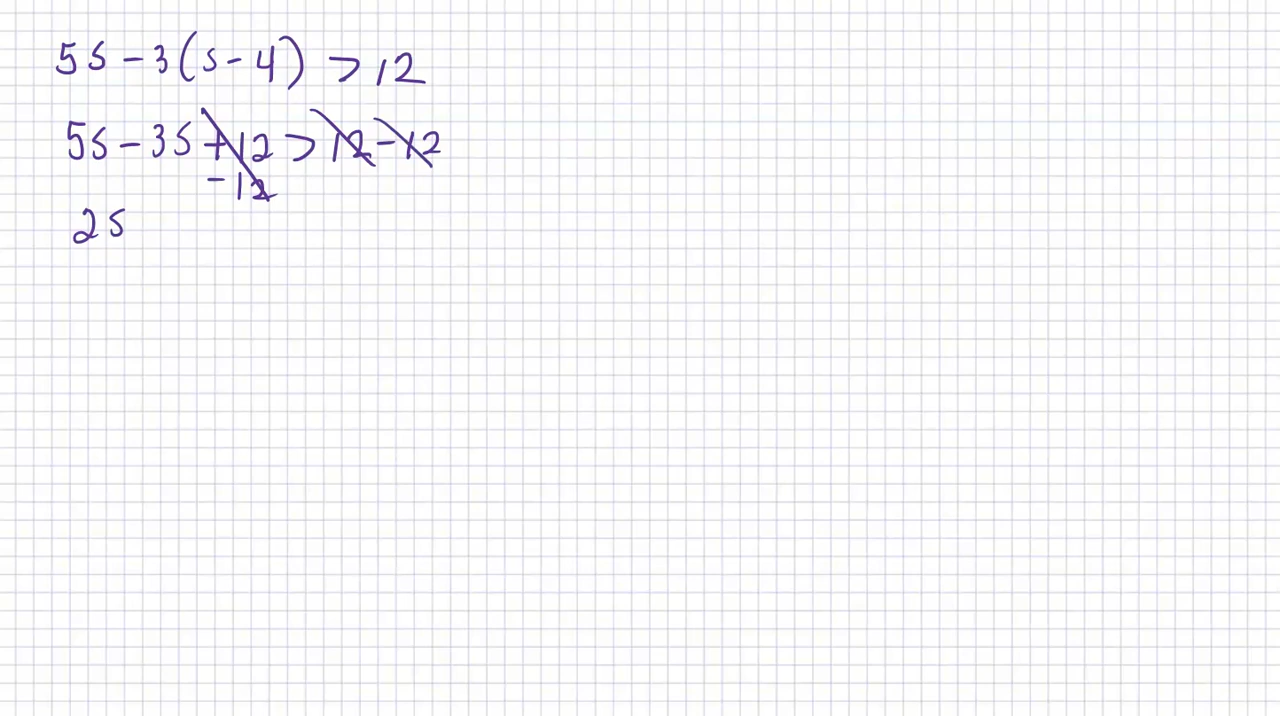 5s - 3(s - 4) > 12
5s - 3s + 12 > 12 - 12
- 12
2s